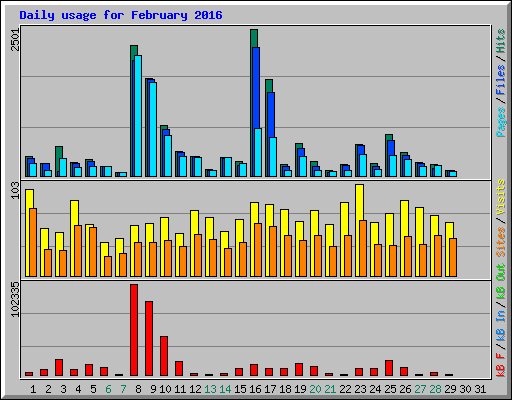 Daily usage for February 2016
2501
Pages / Files / Hits
103
Sites / Visits
102335
kB F / kB In / kB Out
1 2 3 4 5 6 7 8 9 10 11 12 13 14 15 16 17 18 19 20 21 22 23 24 25 26 27 28 29 30 31